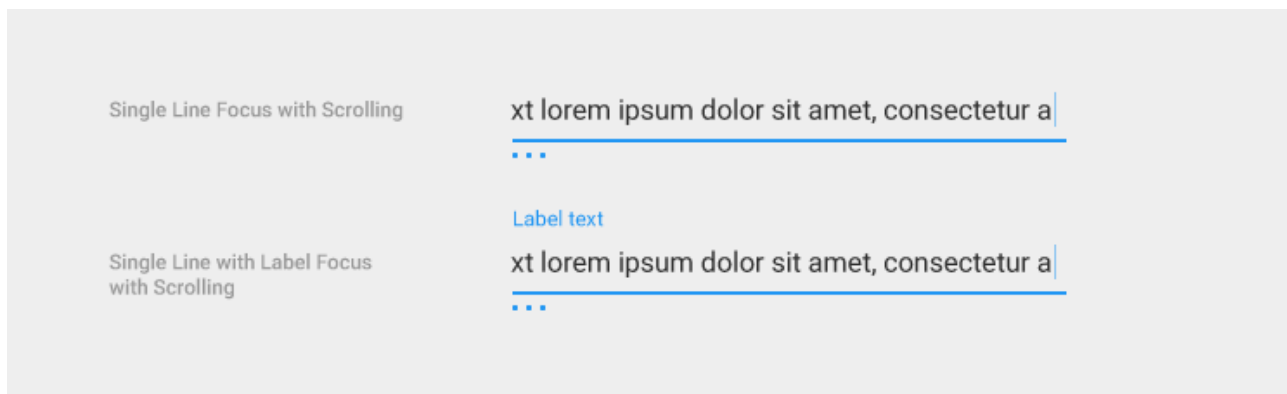 Single Line Focus with Scrolling
xt lorem ipsum dolor sit amet, consectetur a
Label text
Single Line with Label Focus
with Scrolling
xt lorem ipsum dolor sit amet, consectetur a